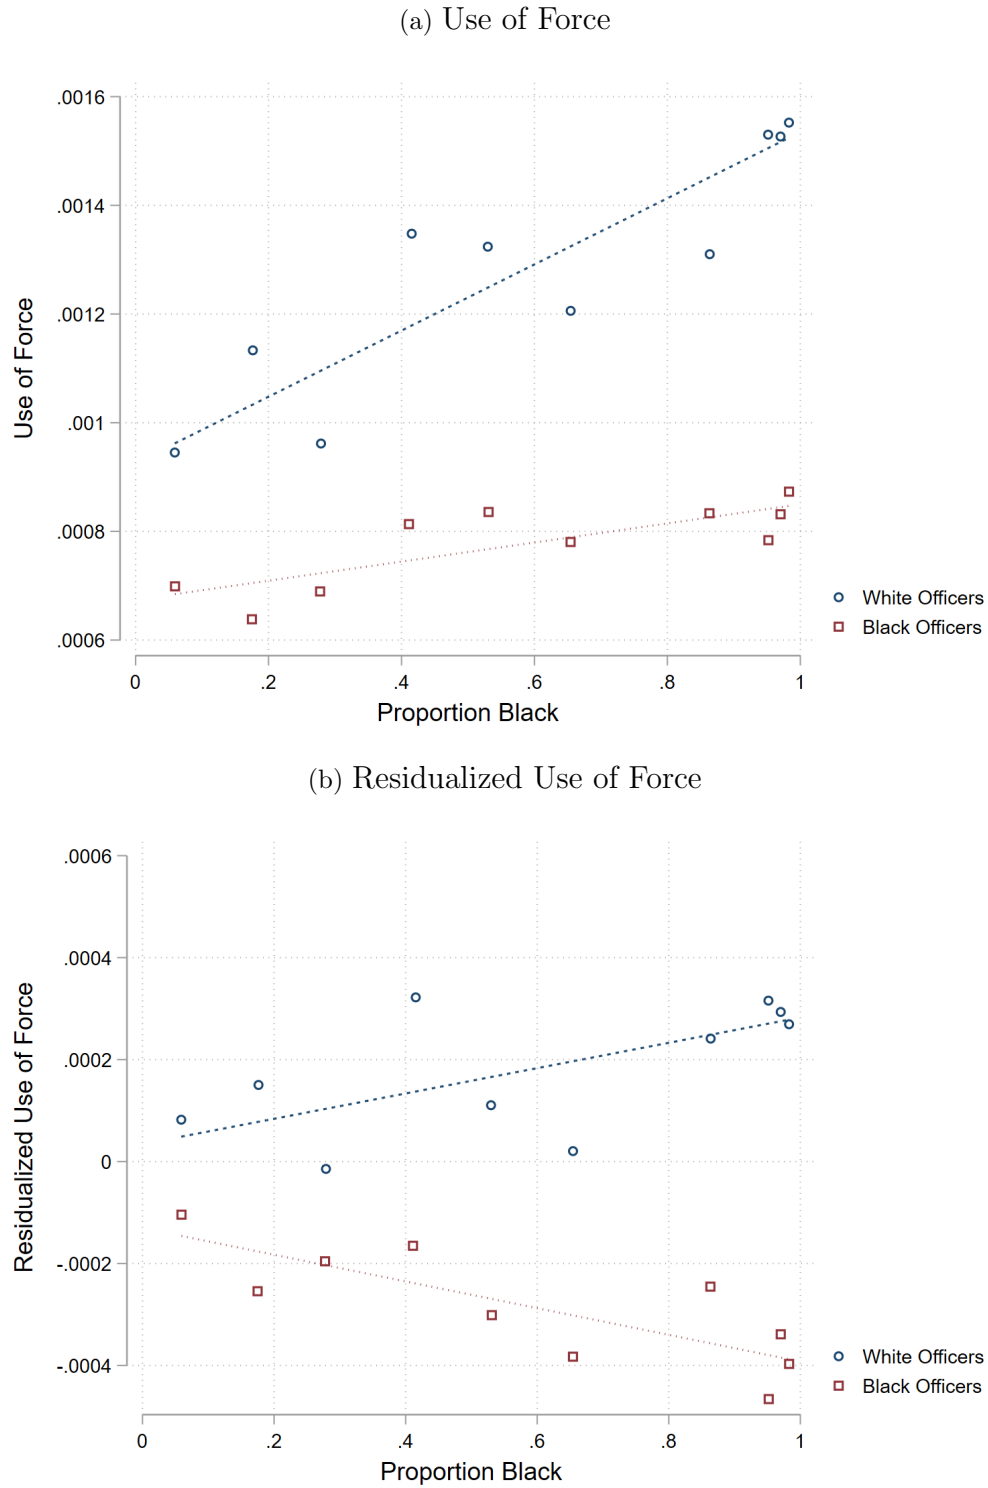 (a) Use of Force
.0016
.0014
.0012
.001
.0008
.0006
Use of Force
0 .2 .4 .6 .8 1
Proportion Black
White Officers
Black Officers
(b) Residualized Use of Force
.0006
.0004
.0002
0
-.0002
-.0004
Residualized Use of Force
0 .2 .4 .6 .8 1
Proportion Black
White Officers
Black Officers